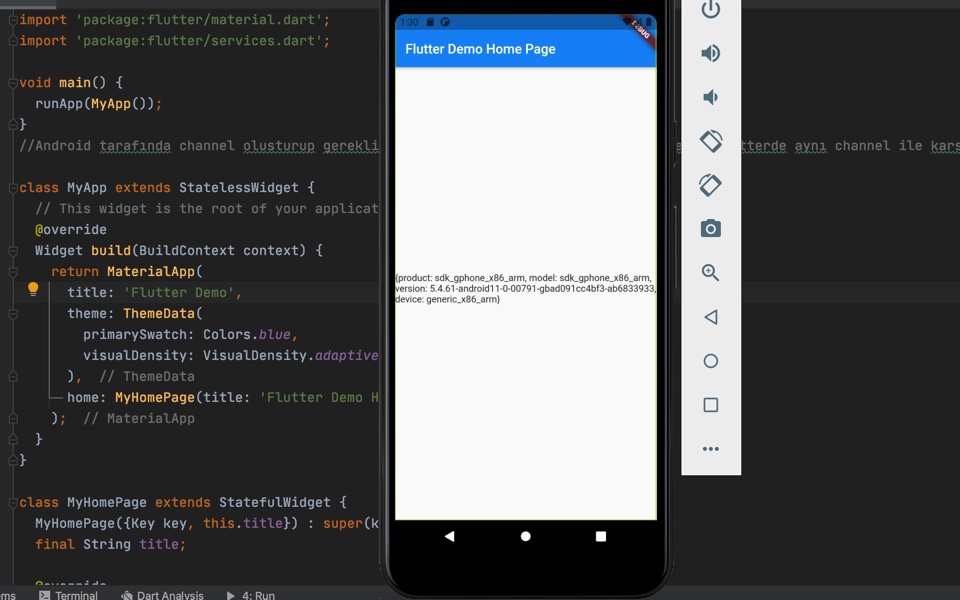 import 'package:flutter/material.dart';
import 'package:flutter/services.dart';
void main() {
runApp(MyApp());
}
//Android tarafında channel olusturup gerekli
tterde aynı channel ile kars
class MyApp extends StatelessWidget {
// This widget is the root of your applicat
@override
Widget build(BuildContext context) {
return MaterialApp(
title: 'Flutter Demo',
theme: ThemeData(
primarySwatch: Colors.blue,
visualDensity: VisualDensity.adaptive
), // ThemeData
home: MyHomePage(title: 'Flutter Demo H
); // MaterialApp
}
}
class MyHomePage extends StatefulWidget {
MyHomePage({Key key, this.title}) : super(k
final String title;
@override
ems
Terminal
Dart Analysis
4: Run
1:30
DEBUG
Flutter Demo Home Page
{product: sdk_gphone_x86_arm, model: sdk_gphone_x86_arm,
version: 5.4.61-android11-0-00791-gbad091cc4bf3-ab6833933,
device: generic_x86_arm}